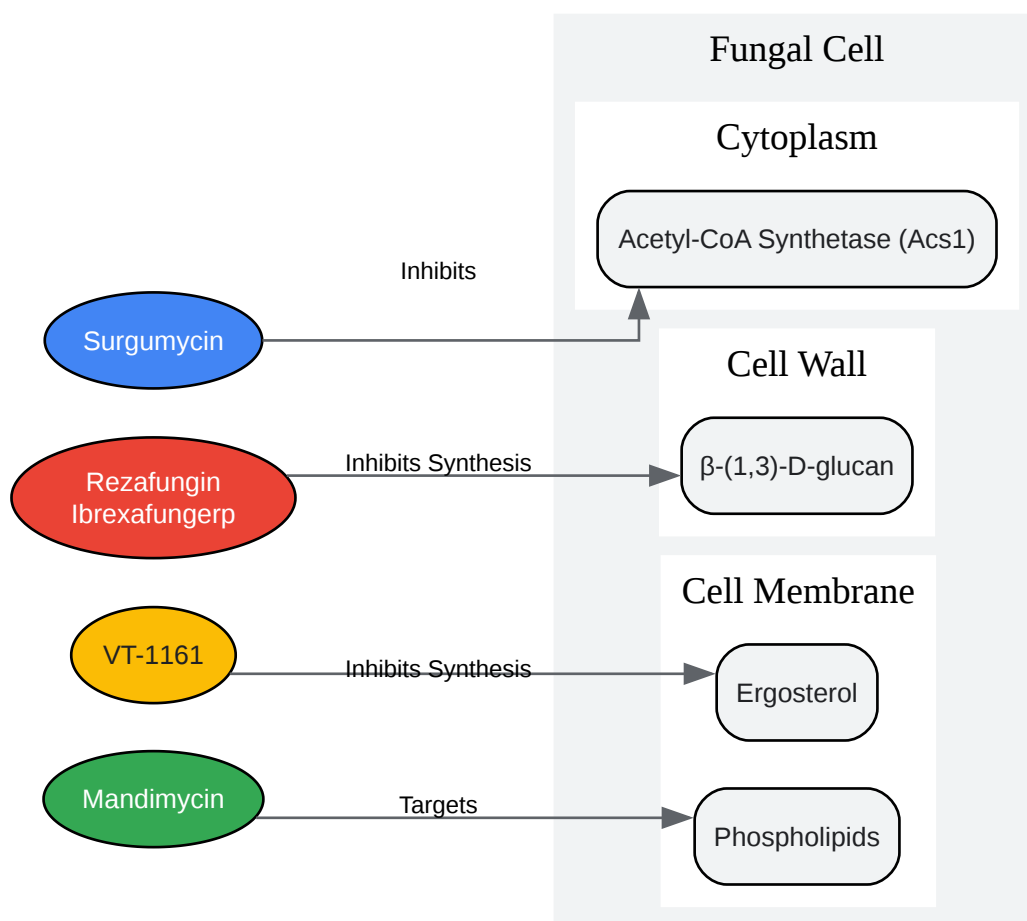 Fungal Cell
Cytoplasm
Acetyl-CoA Synthetase (Acs1)
Inhibits
Surgumycin
Cell Wall
Rezafungin
Ibrexafungerp
Inhibits Synthesis
β-(1,3)-D-glucan
Cell Membrane
VT-1161
Inhibits Synthesis
Ergosterol
Mandimycin
Targets
Phospholipids